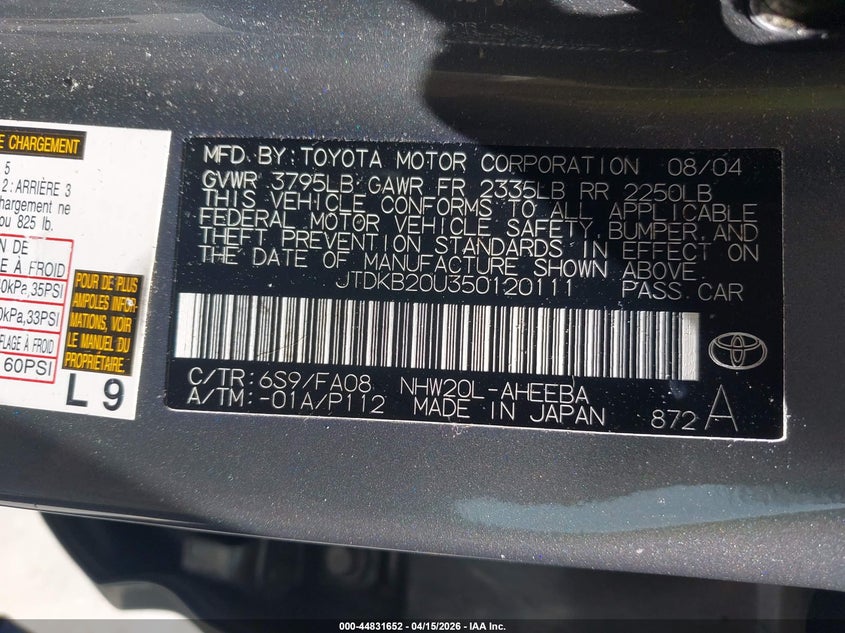 E CHARGEMENT
5
2 : ARRIÈRE 3
chargement ne
ou 825 lb.
ON DE
E À FROID
0kPa,35PSI
0kPa,33PSI
FLAGE À FROID
60PSI
POUR DE PLUS
AMPLES INFOR-
MATIONS, VOIR
LE MANUEL DU
PROPRIÉTAIRE.
L 9
MFD BY: TOYOTA MOTOR CORPORATION 08/04
GVWR 3795LB GAWR FR 2335LB RR 2250LB
THIS VEHICLE CONFORMS TO ALL APPLICABLE
FEDERAL MOTOR VEHICLE SAFETY, BUMPER, AND
THEFT PREVENTION STANDARDS IN EFFECT ON
THE DATE OF MANUFACTURE SHOWN ABOVE.
JTDKB20U350120111 PASS.CAR
C/TR: 6S9/FA08 NHW20L-AHEEBA
A/TM: -01A/P112 MADE IN JAPAN 872 A
000-44831652 - 04/15/2026 - IAA Inc.